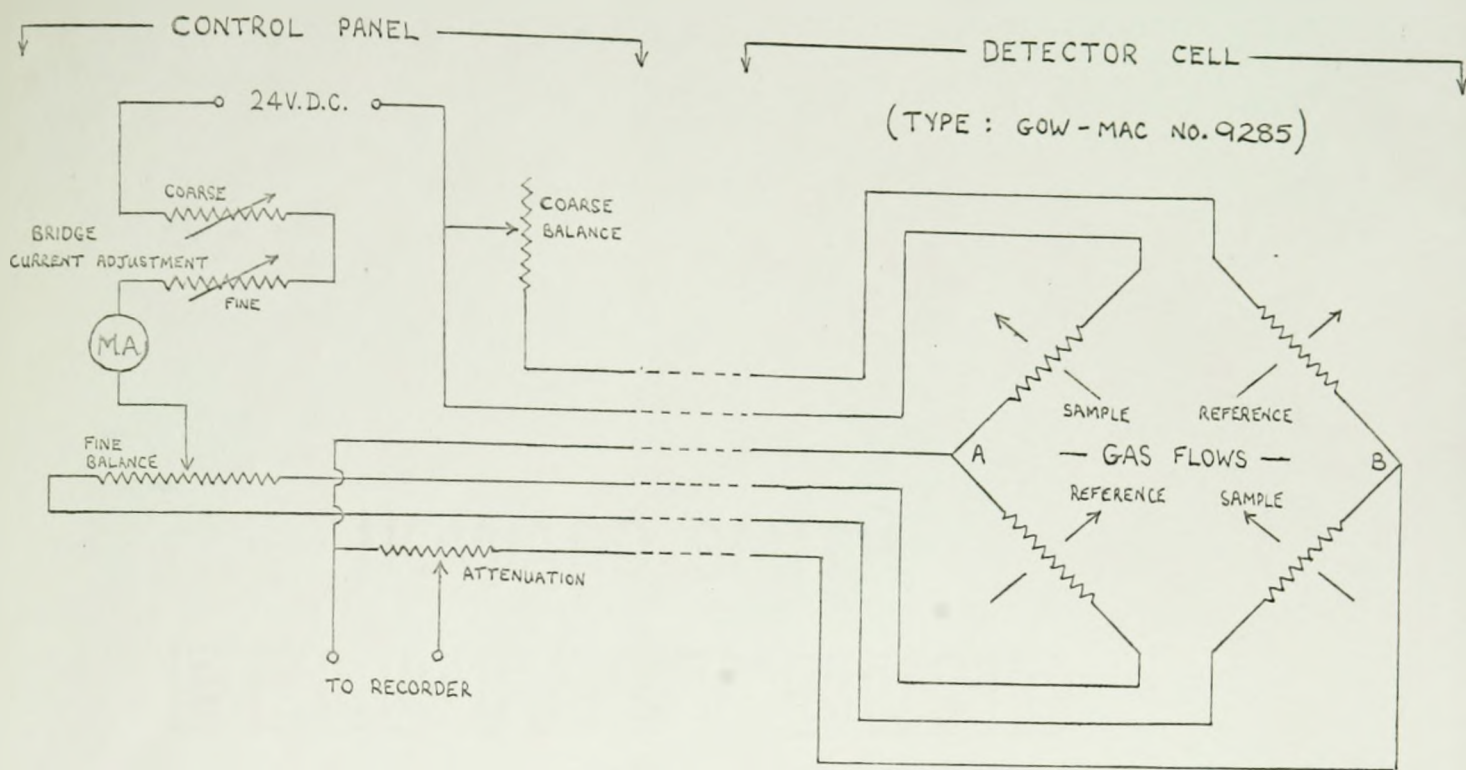 CONTROL PANEL
DETECTOR CELL
(TYPE : GOW-MAC NO. 9285)
24V.D.C.
COARSE
BRIDGE
CURRENT ADJUSTMENT
FINE
COARSE
BALANCE
M.A.
SAMPLE
REFERENCE
FINE
BALANCE
A
GAS FLOWS
B
REFERENCE
SAMPLE
ATTENUATION
TO RECORDER